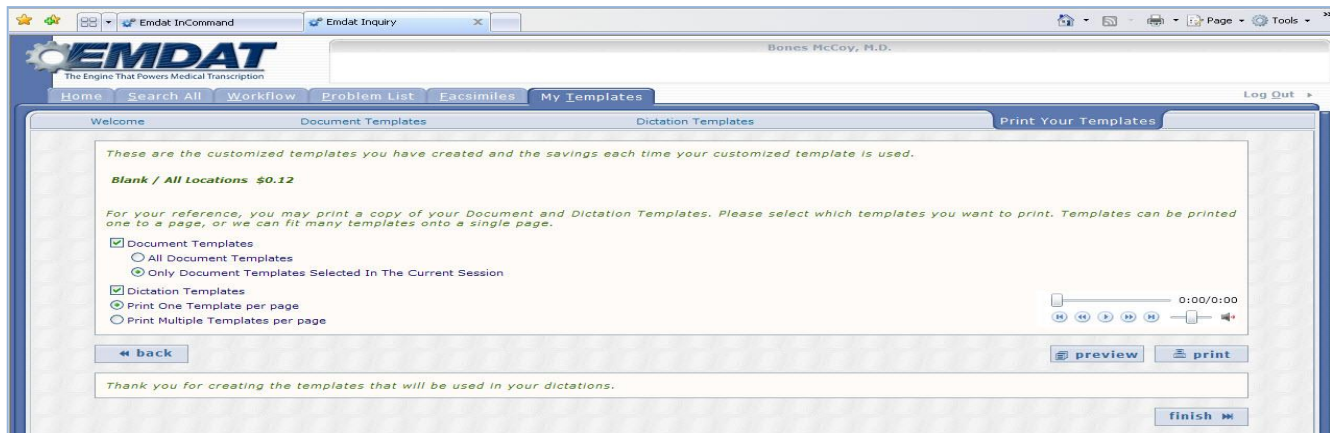 Emdat InCommand
Emdat Inquiry
Page
Tools
EMDAT
The Engine That Powers Medical Transcription
Bones McCoy, M.D.
Home Search All Workflow Problem List Facsimiles My Templates Log Out
Welcome Document Templates Dictation Templates Print Your Templates
These are the customized templates you have created and the savings each time your customized template is used.
Blank / All Locations $0.12
For your reference, you may print a copy of your Document and Dictation Templates. Please select which templates you want to print. Templates can be printed
one to a page, or we can fit many templates onto a single page.
Document Templates
All Document Templates
Only Document Templates Selected In The Current Session
Dictation Templates
Print One Template per page
Print Multiple Templates per page
0:00/0:00
back
preview
print
Thank you for creating the templates that will be used in your dictations.
finish